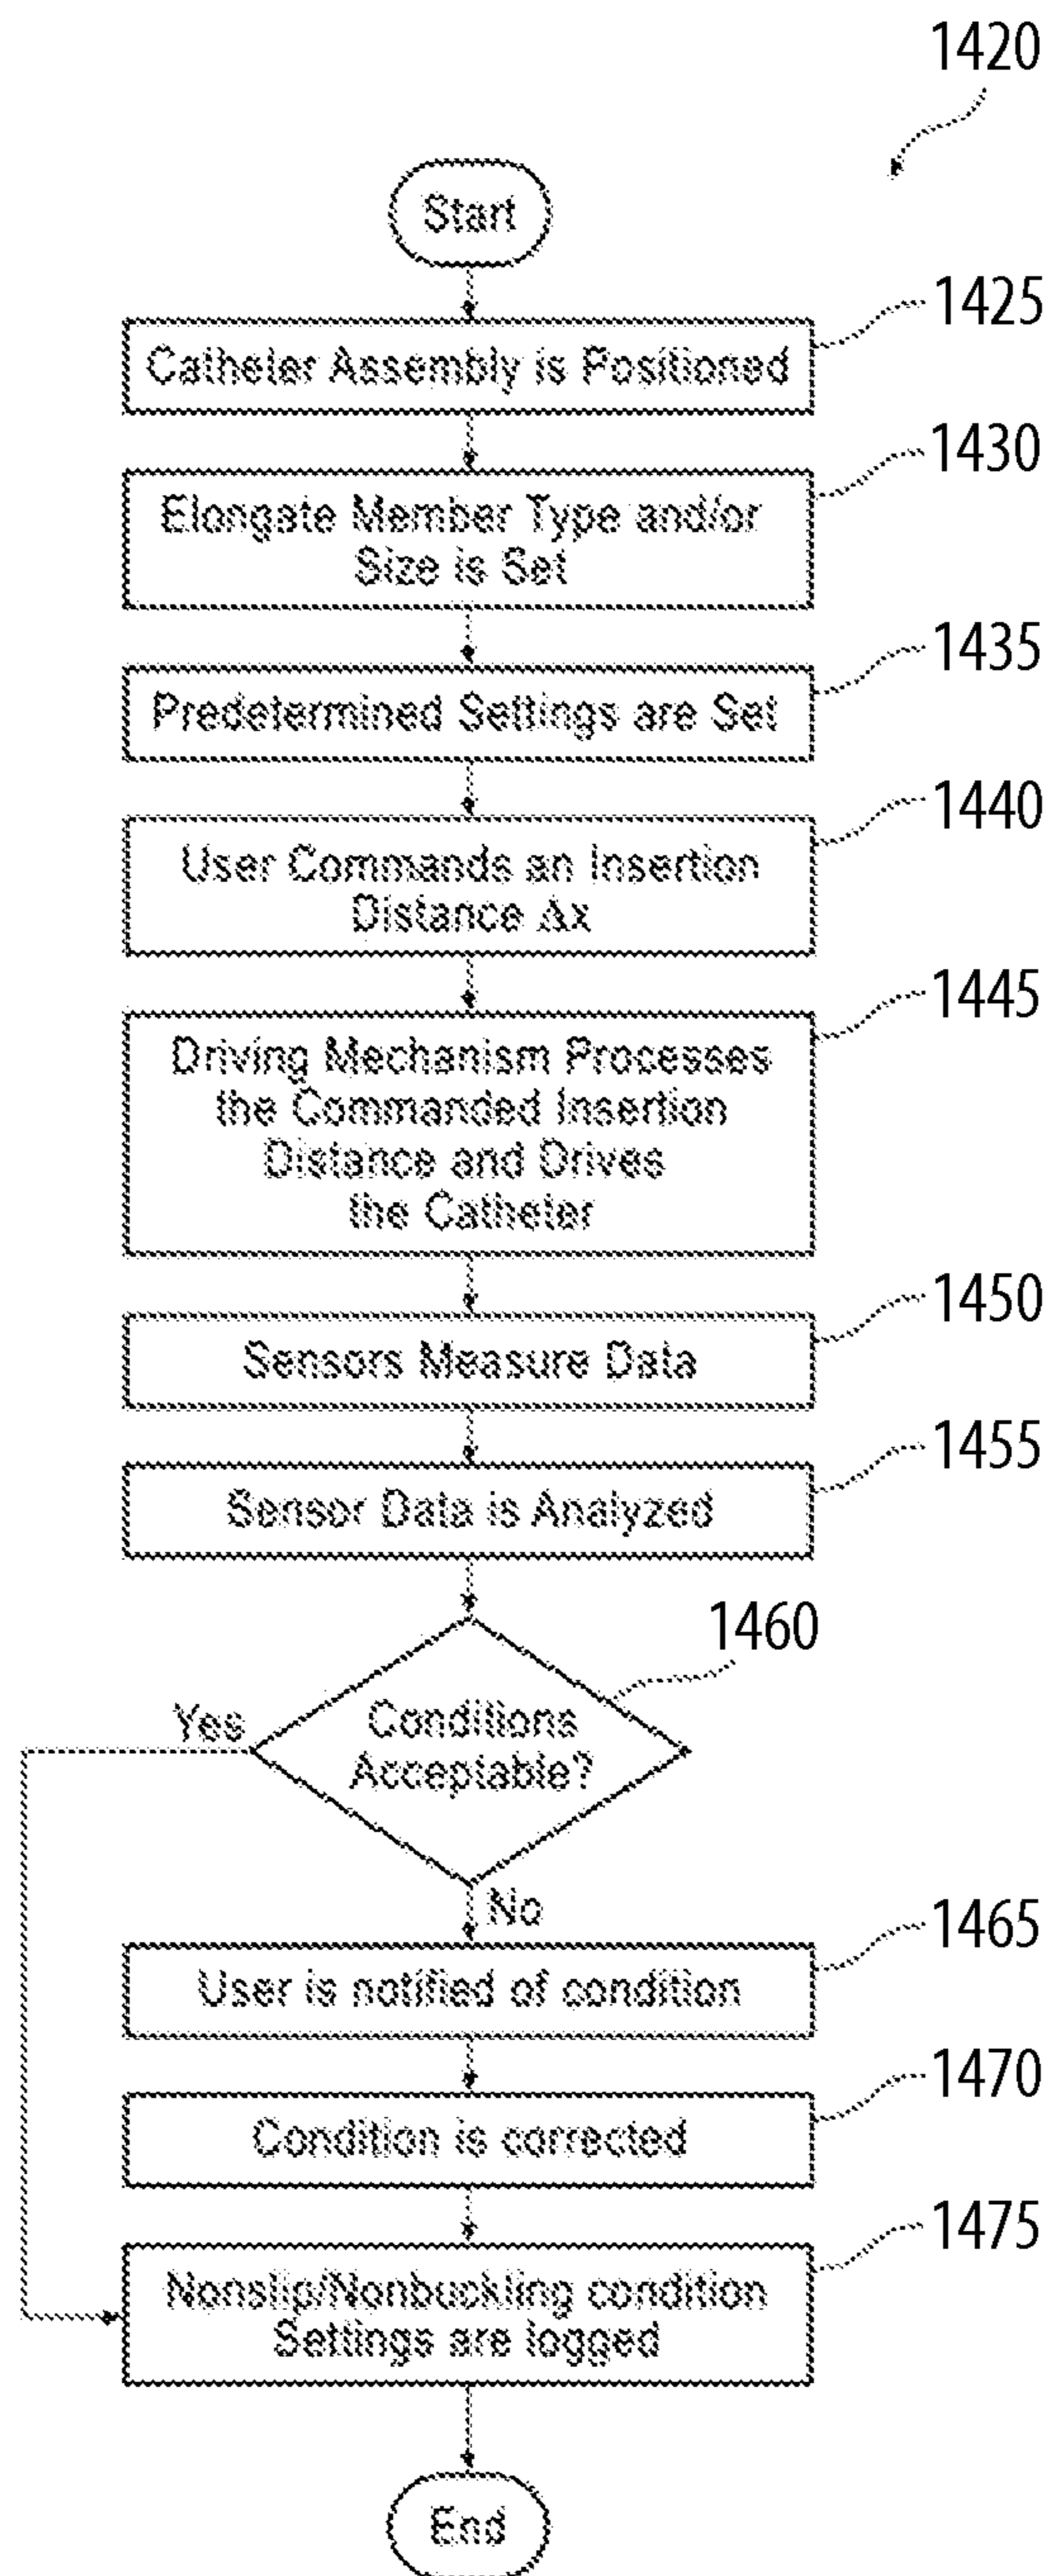 1420
Start
1425
Catheter Assembly is Positioned
1430
Elongate Member Type and/or
Size is Set
1435
Predetermined Settings are Set
1440
User Commands an Insertion
Distance Δx
1445
Driving Mechanism Processes
the Commanded Insertion
Distance and Drives
the Catheter
1450
Sensors Measure Data
1455
Sensor Data is Analyzed
1460
Yes
Conditions
Acceptable?
No
1465
User is notified of condition
1470
Condition is corrected
1475
Nonslip/Nonbuckling condition
Settings are logged
End